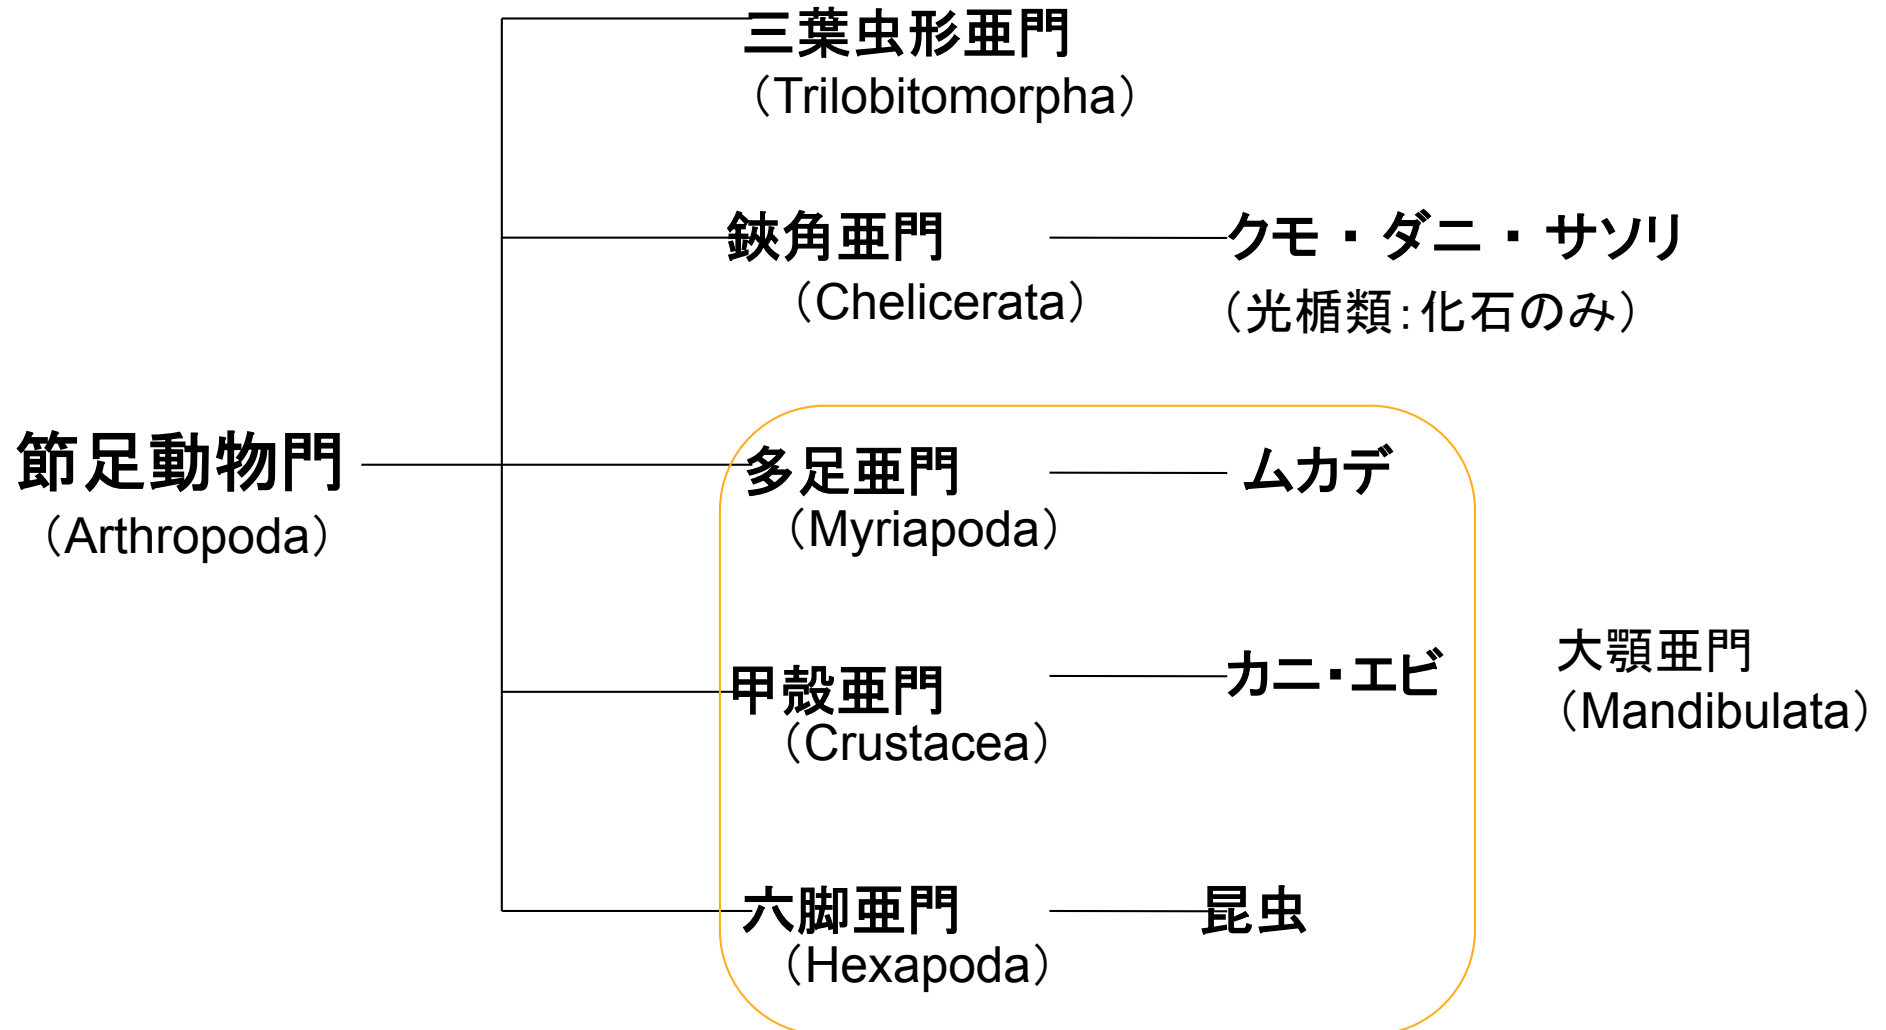 三葉虫形亜門
（Trilobitomorpha）
鋏角亜門
（Chelicerata）
クモ・ダニ・サソリ
（光楯類：化石のみ）
節足動物門
（Arthropoda）
多足亜門
（Myriapoda）
ムカデ
甲殻亜門
（Crustacea）
カニ・エビ
大顎亜門
（Mandibulata）
六脚亜門
（Hexapoda）
昆虫